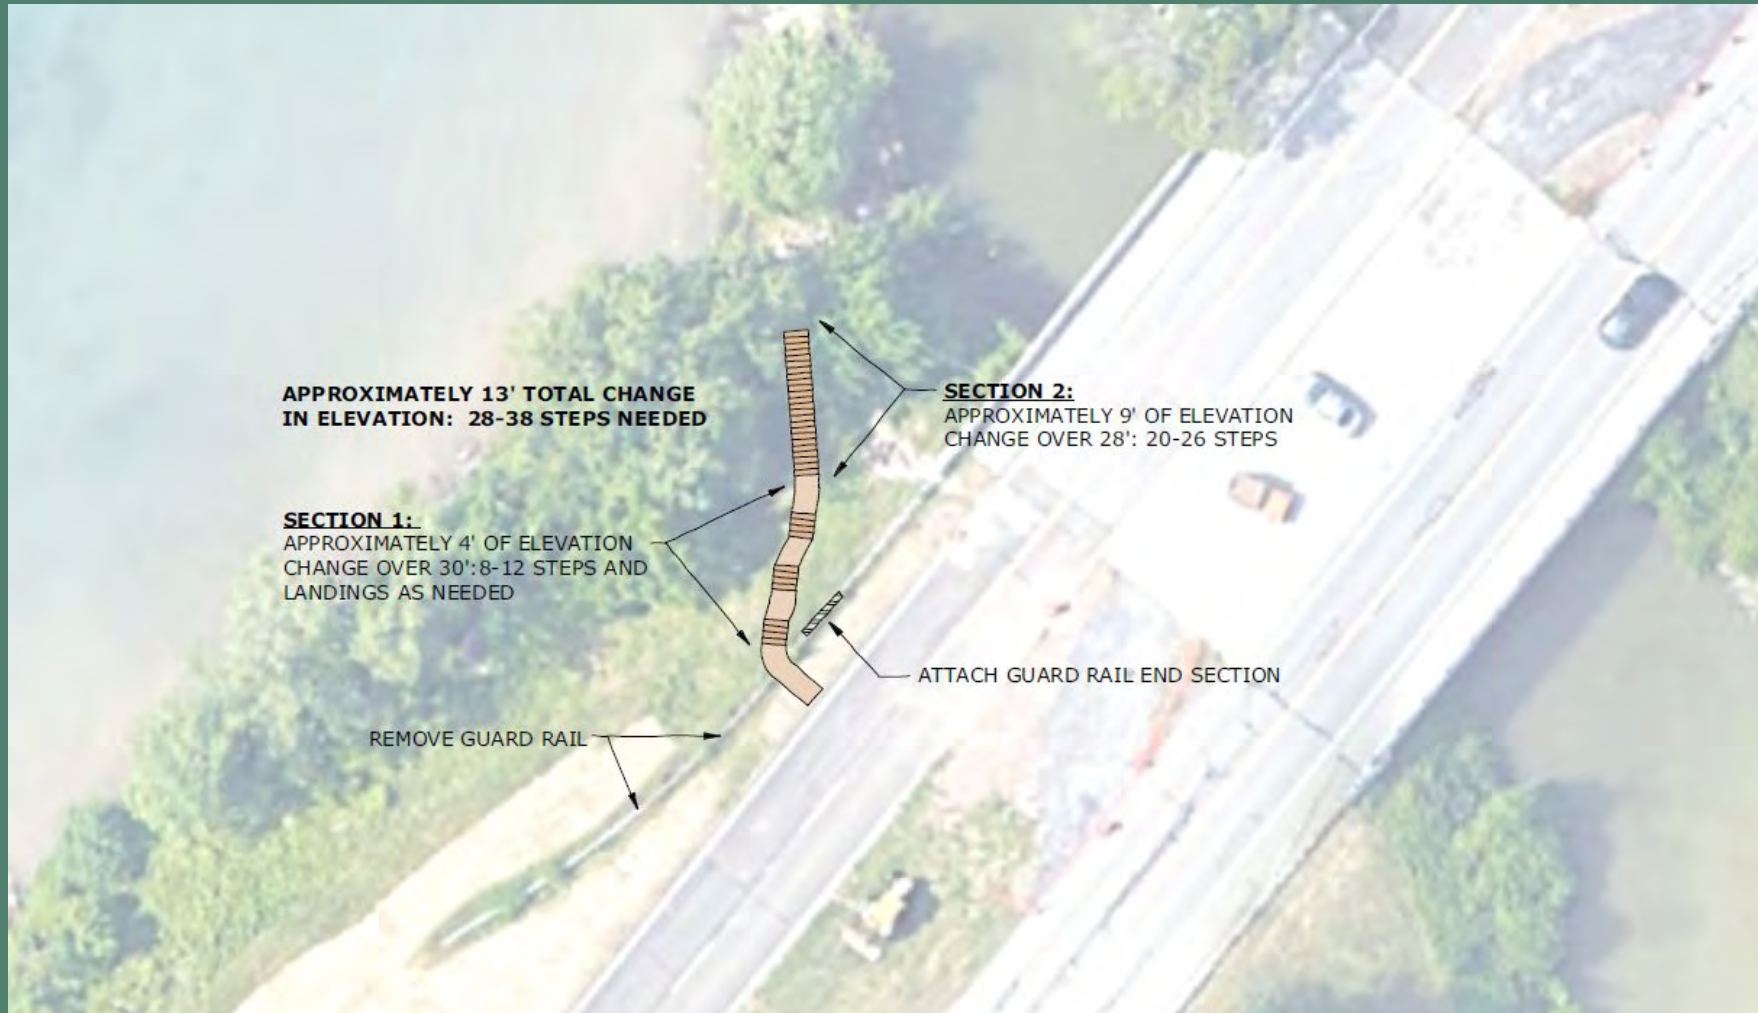 APPROXIMATELY 13' TOTAL CHANGE
IN ELEVATION: 28-38 STEPS NEEDED
SECTION 2:
APPROXIMATELY 9' OF ELEVATION
CHANGE OVER 28': 20-26 STEPS
SECTION 1:
APPROXIMATELY 4' OF ELEVATION
CHANGE OVER 30':8-12 STEPS AND
LANDINGS AS NEEDED
ATTACH GUARD RAIL END SECTION
REMOVE GUARD RAIL